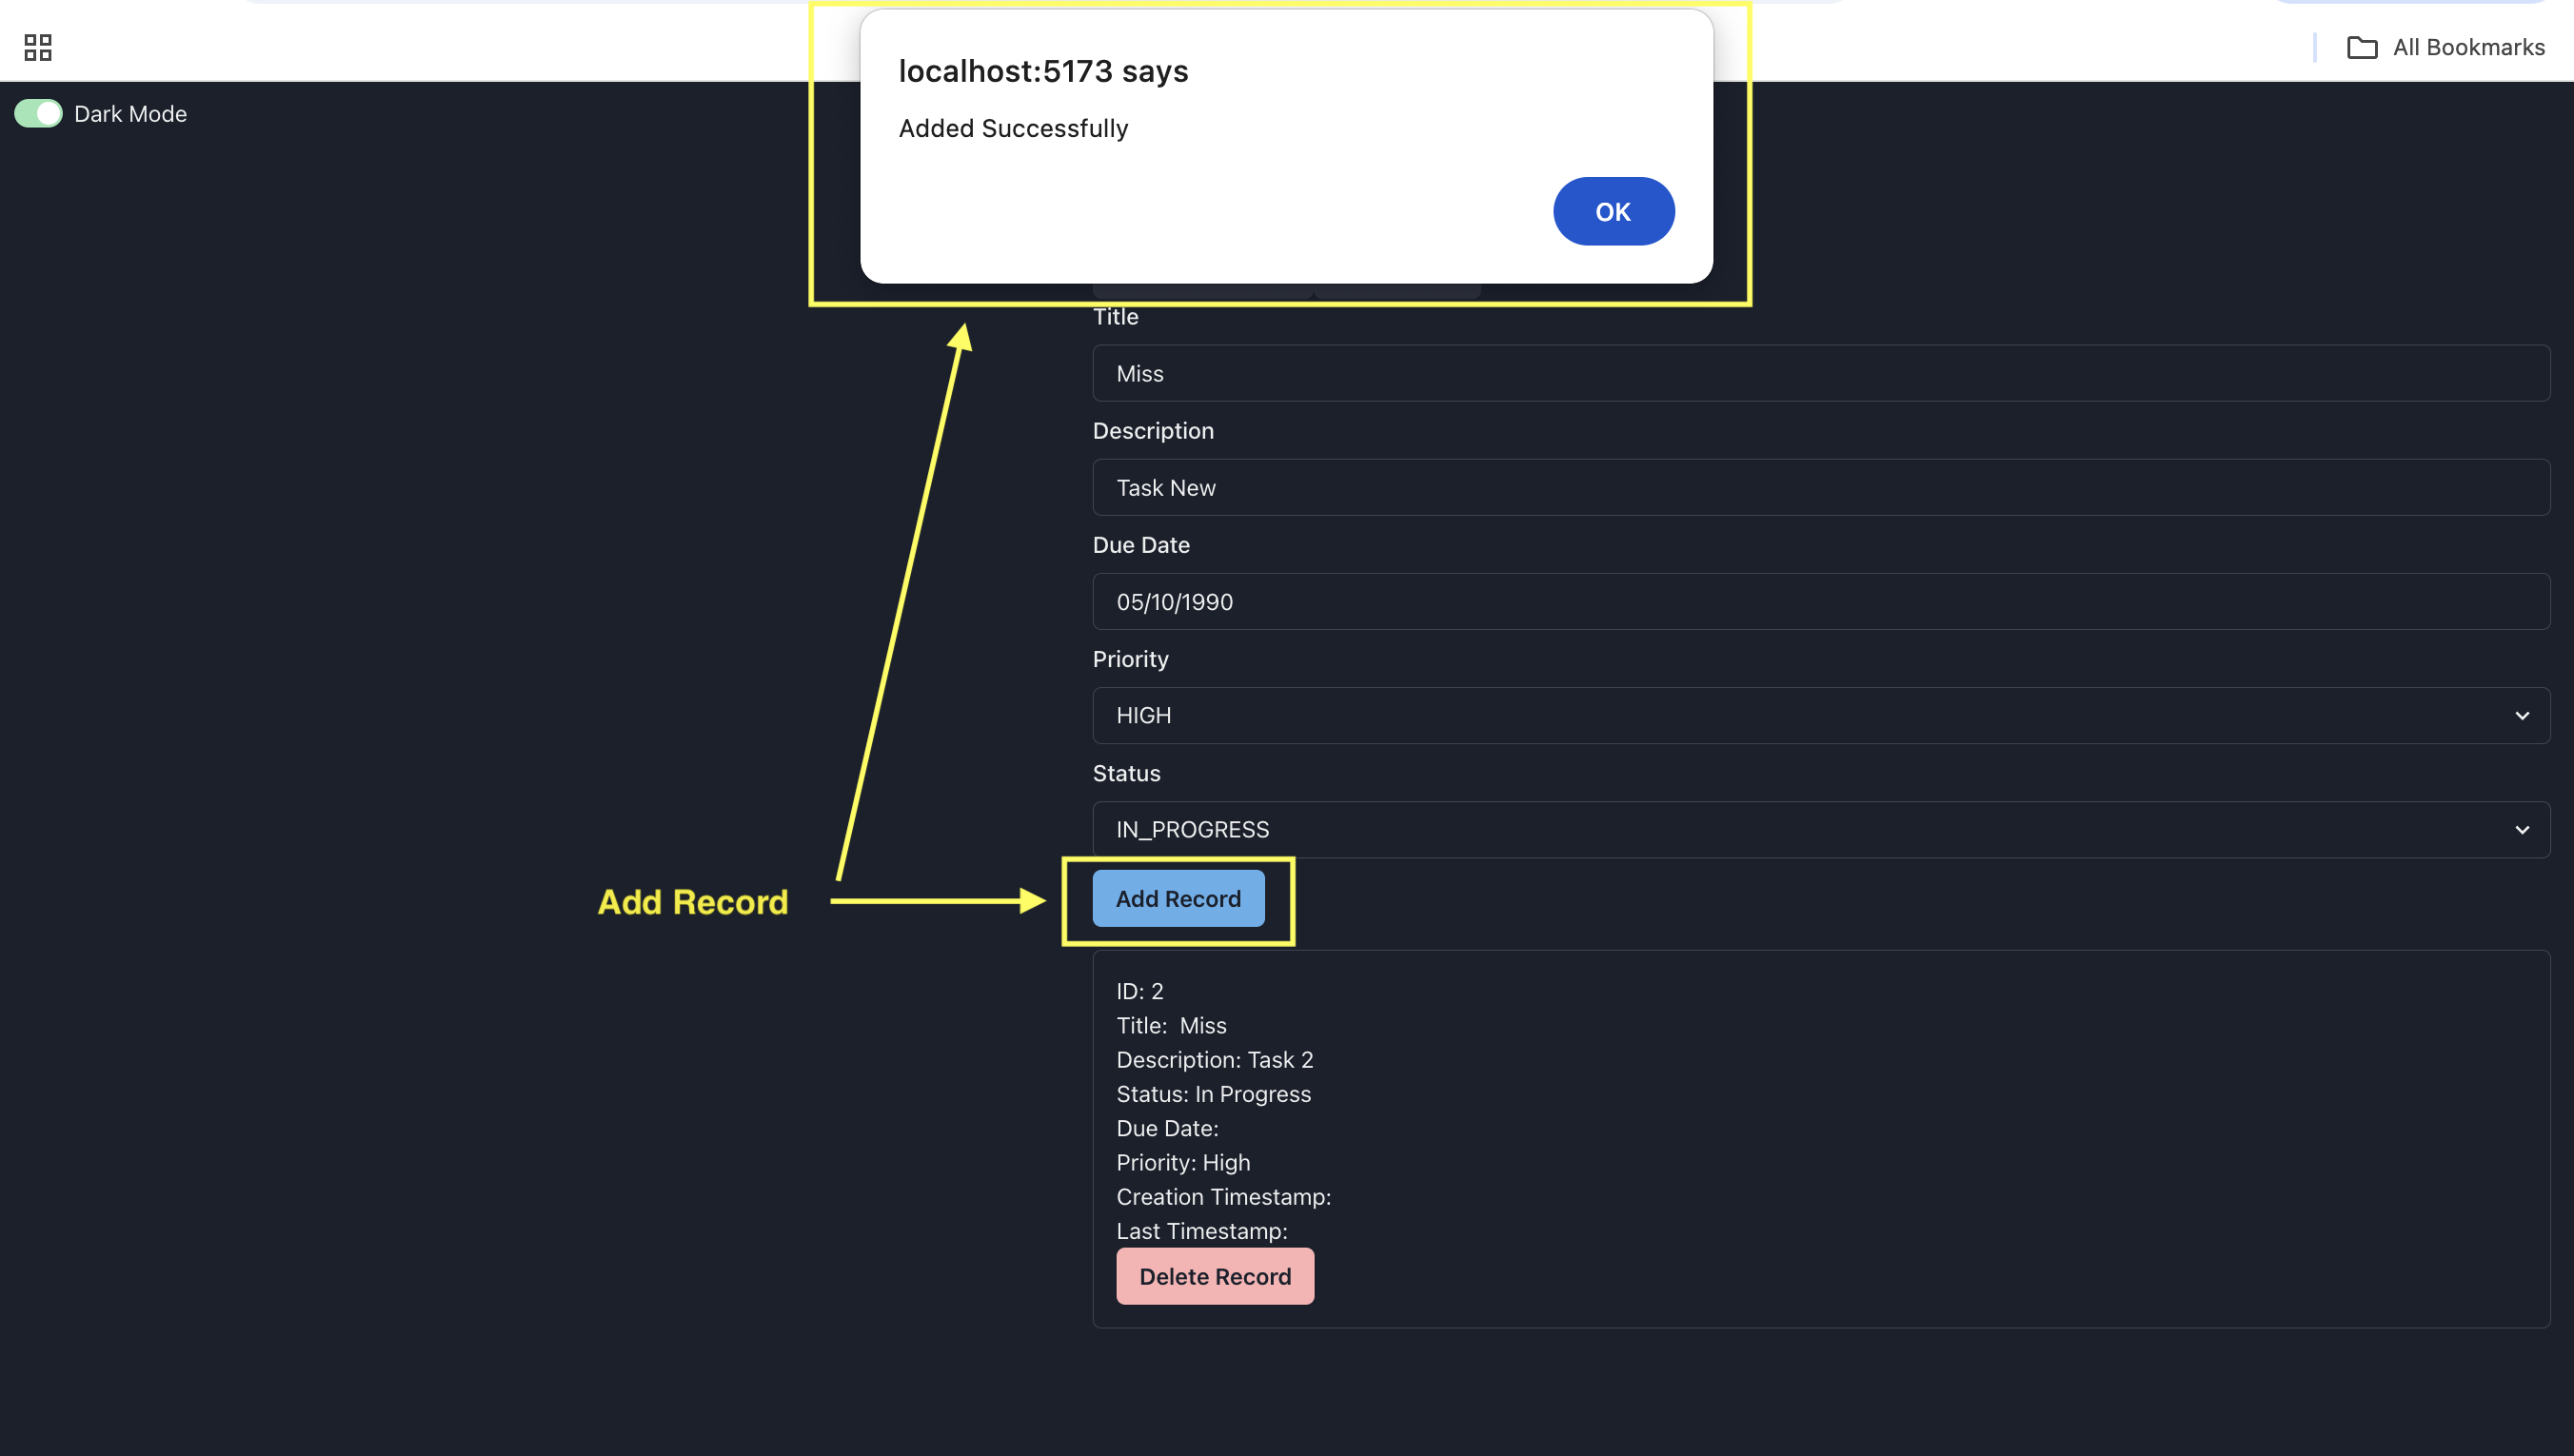 All Bookmarks
localhost:5173 says
Added Successfully
OK
Dark Mode
Title
Miss
Description
Task New
Due Date
05/10/1990
Priority
HIGH
Status
IN_PROGRESS
Add Record
Add Record
ID: 2
Title: Miss
Description: Task 2
Status: In Progress
Due Date:
Priority: High
Creation Timestamp:
Last Timestamp:
Delete Record